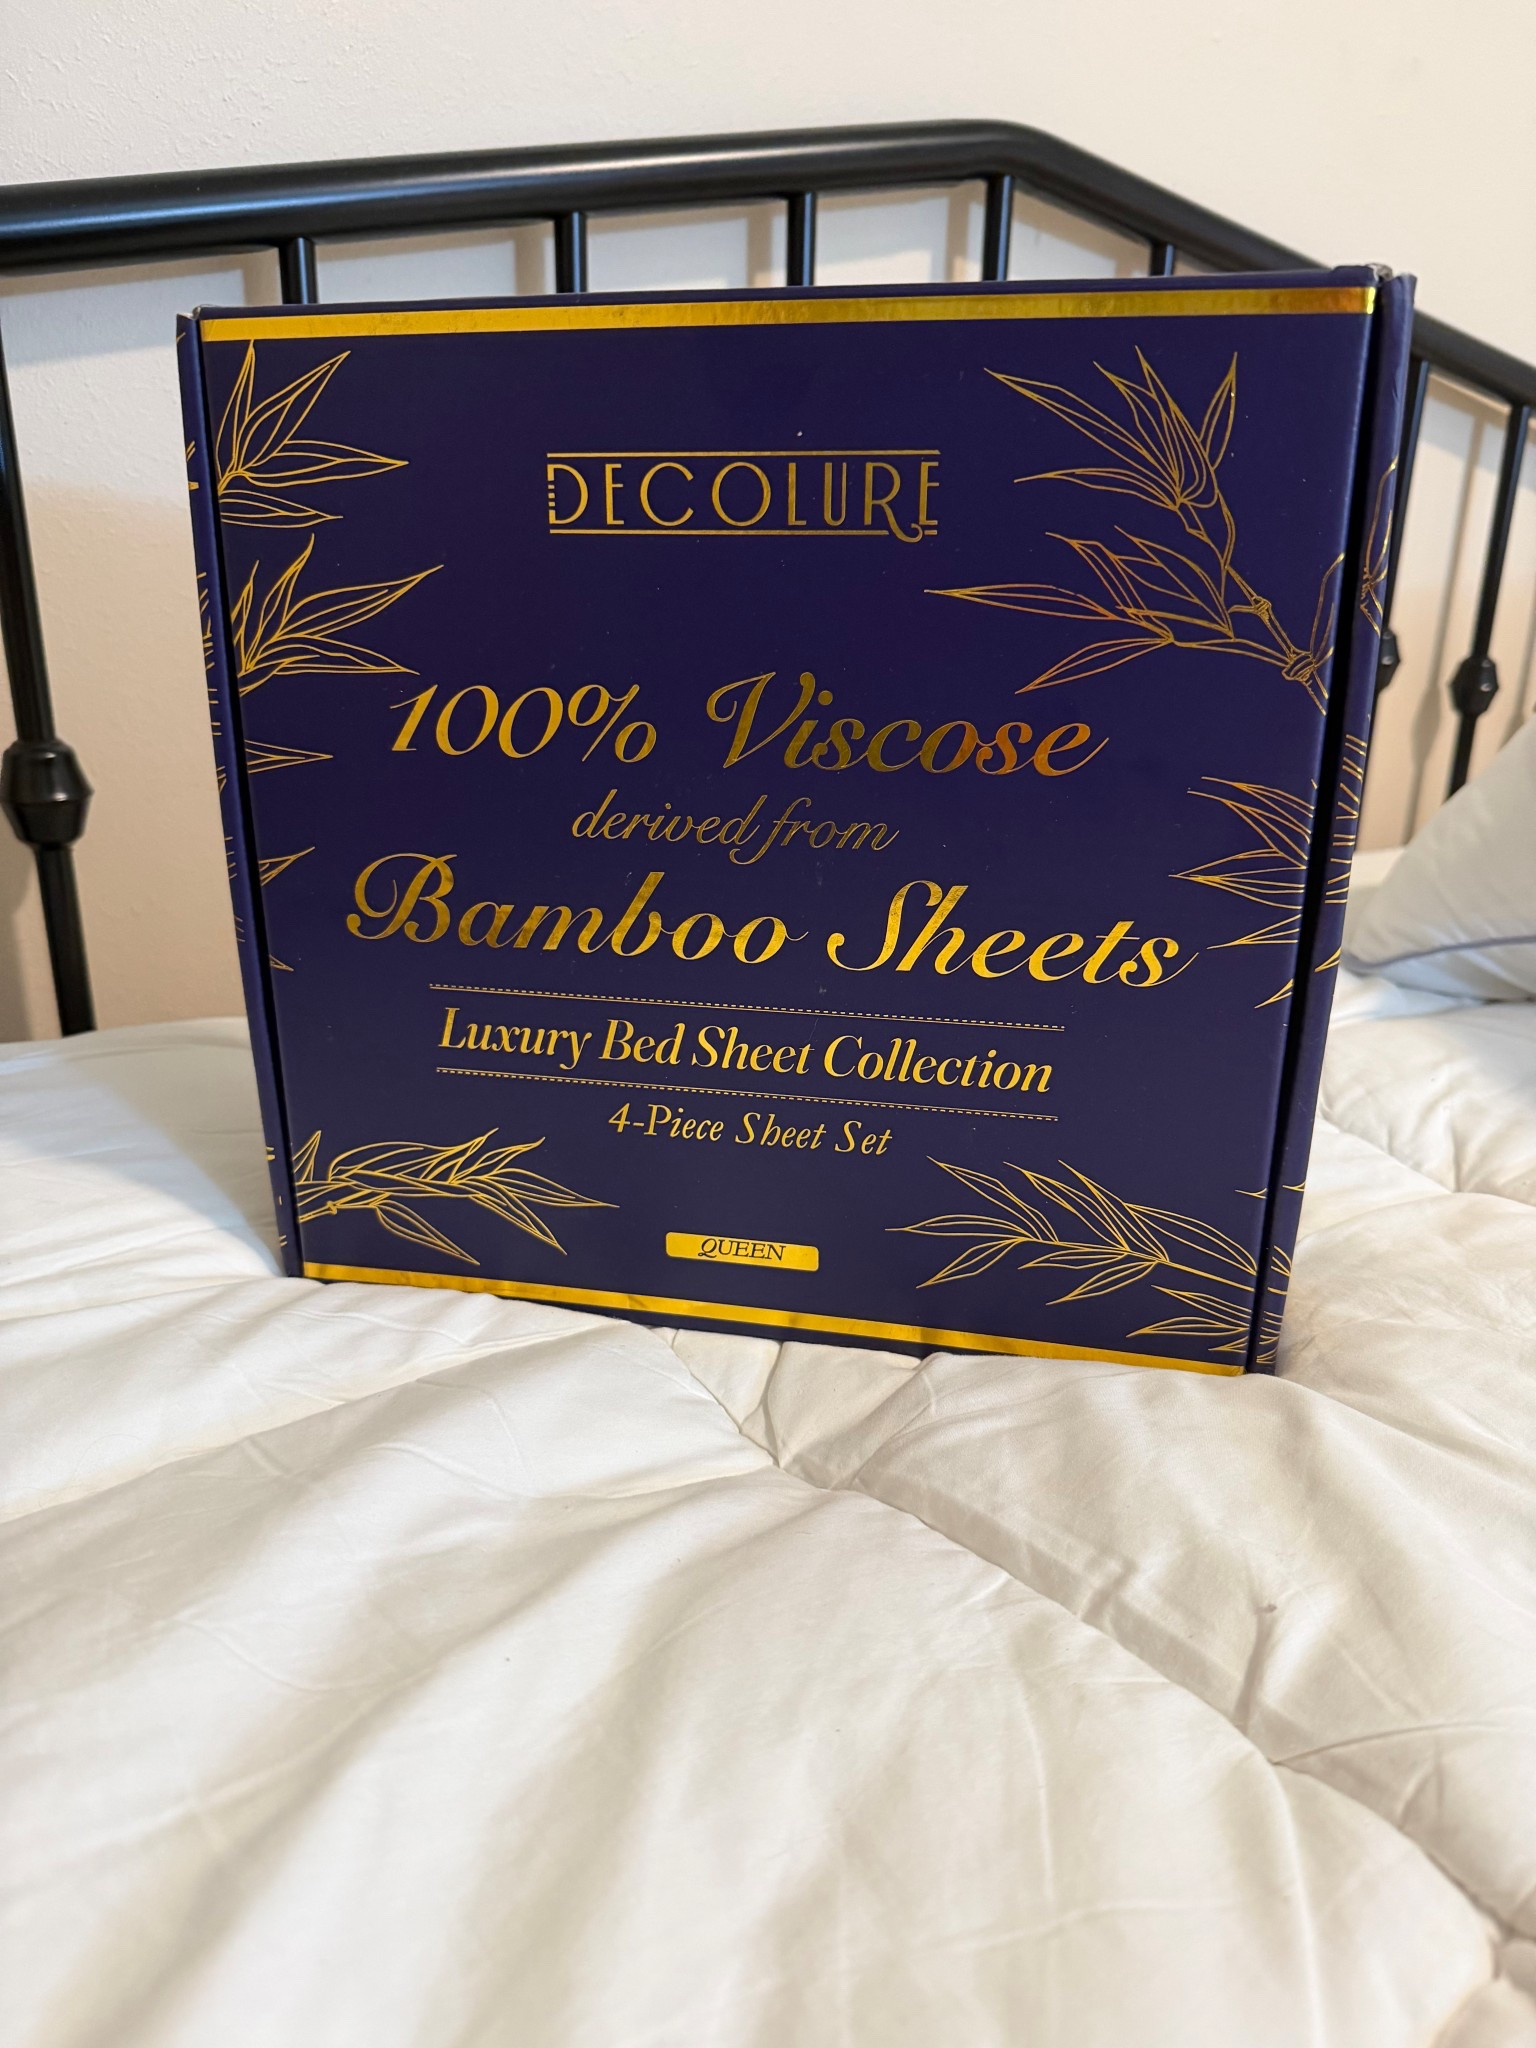 DECOLURE
100% Viscose
derived from
Bamboo Sheets
Luxury Bed Sheet Collection
4-Piece Sheet Set
QUEEN